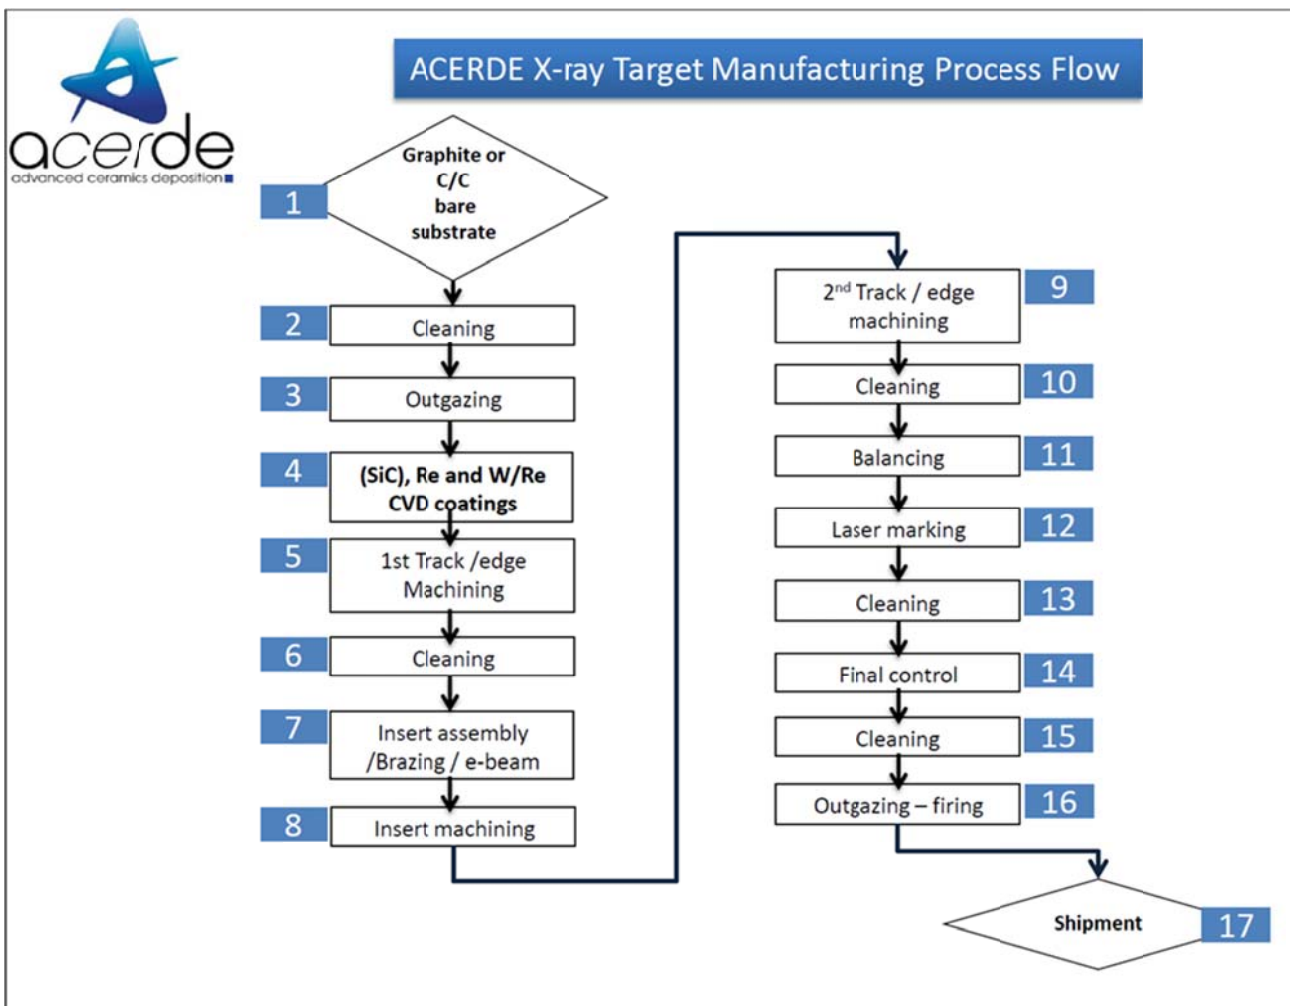 acerde
advanced ceramics deposition
ACERDE X-ray Target Manufacturing Process Flow
1
Graphite or
C/C
bare
substrate
2
Cleaning
3
Outgazing
4
(SiC), Re and W/Re
CVD coatings
5
1st Track /edge
Machining
6
Cleaning
7
Insert assembly
/Brazing / e-beam
8
Insert machining
9
2nd Track / edge
machining
10
Cleaning
11
Balancing
12
Laser marking
13
Cleaning
14
Final control
15
Cleaning
16
Outgazing – firing
17
Shipment